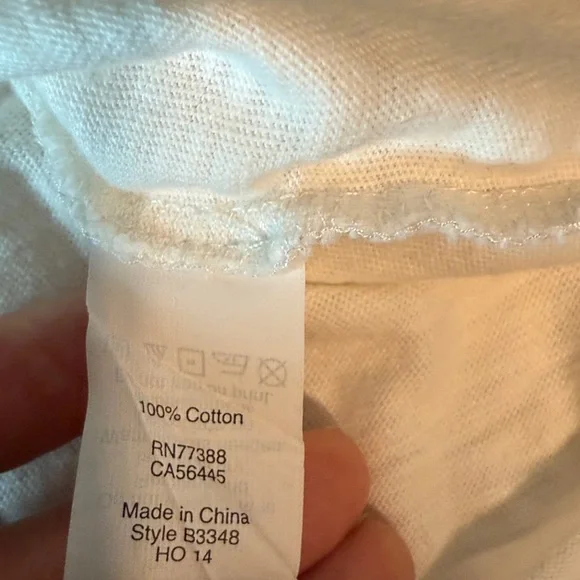 100% Cotton
RN77388
CA56445
Made in China
Style B3348
HO 14